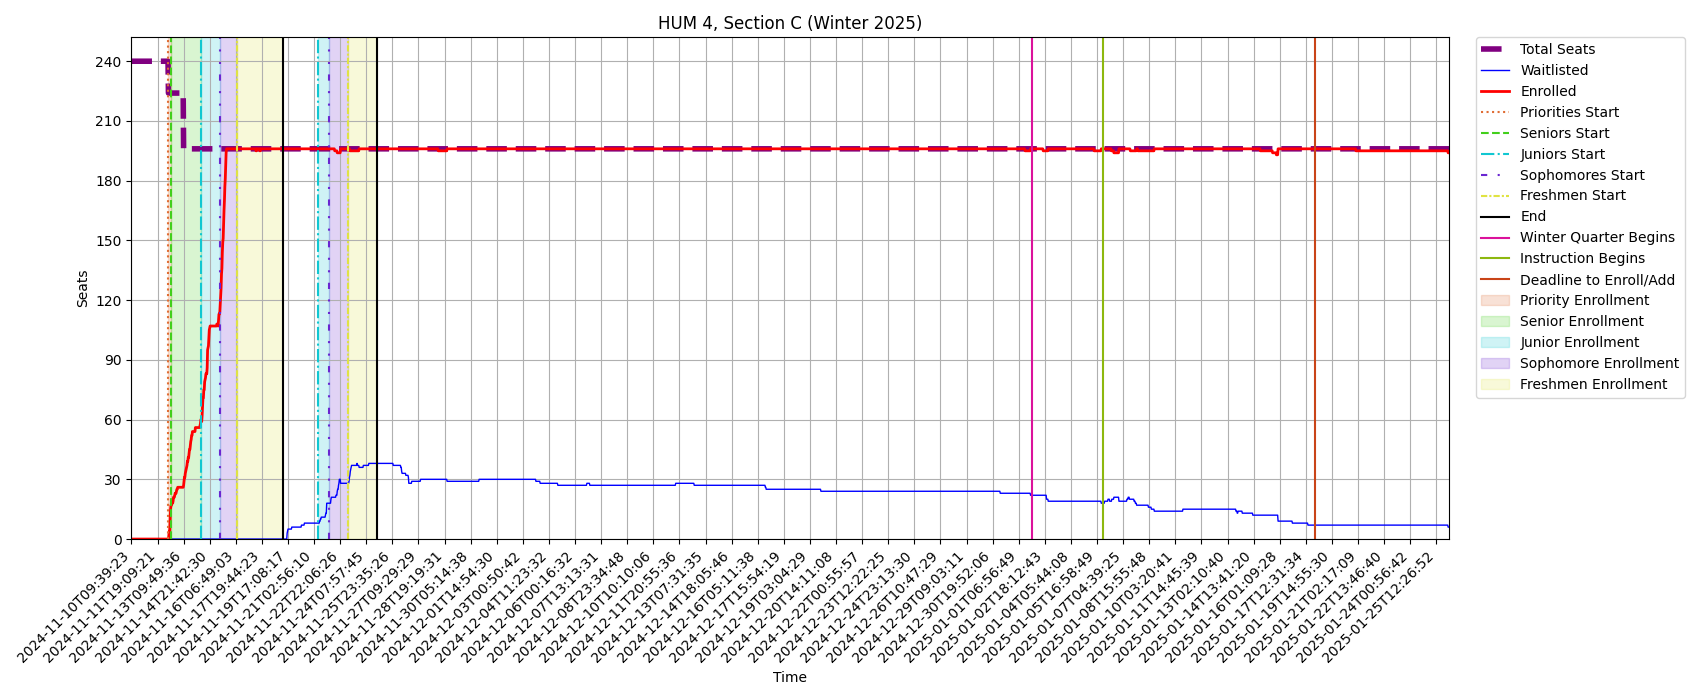 HUM 4, Section C (Winter 2025)
Seats
240
210
180
150
120
90
60
30
0
2024-11-10T09:39:23
2024-11-11T19:09:21
2024-11-13T09:49:36
2024-11-14T21:42:30
2024-11-16T06:49:03
2024-11-17T19:44:23
2024-11-19T17:08:17
2024-11-21T02:56:10
2024-11-22T22:06:26
2024-11-24T07:57:45
2024-11-25T23:35:26
2024-11-27T09:29:29
2024-11-28T19:19:31
2024-11-30T05:14:38
2024-12-01T14:54:30
2024-12-03T00:50:42
2024-12-04T11:23:32
2024-12-06T00:16:32
2024-12-07T13:13:31
2024-12-08T23:34:48
2024-12-10T10:10:06
2024-12-11T20:55:36
2024-12-13T07:31:35
2024-12-14T18:05:46
2024-12-16T05:11:38
2024-12-17T15:54:19
2024-12-19T03:04:29
2024-12-20T14:11:08
2024-12-22T00:55:57
2024-12-23T12:22:25
2024-12-24T23:13:30
2024-12-26T10:47:29
2024-12-29T09:03:11
2024-12-30T19:52:06
2025-01-01T06:56:49
2025-01-02T18:12:43
2025-01-04T05:44:08
2025-01-05T16:58:49
2025-01-07T04:39:25
2025-01-08T15:55:48
2025-01-10T03:20:41
2025-01-11T14:45:39
2025-01-13T02:10:40
2025-01-14T13:41:20
2025-01-16T01:09:28
2025-01-17T12:31:34
2025-01-19T14:55:30
2025-01-21T02:17:09
2025-01-22T13:46:40
2025-01-24T00:56:42
2025-01-25T12:26:52
Time
Total Seats
Waitlisted
Enrolled
Priorities Start
Seniors Start
Juniors Start
Sophomores Start
Freshmen Start
End
Winter Quarter Begins
Instruction Begins
Deadline to Enroll/Add
Priority Enrollment
Senior Enrollment
Junior Enrollment
Sophomore Enrollment
Freshmen Enrollment